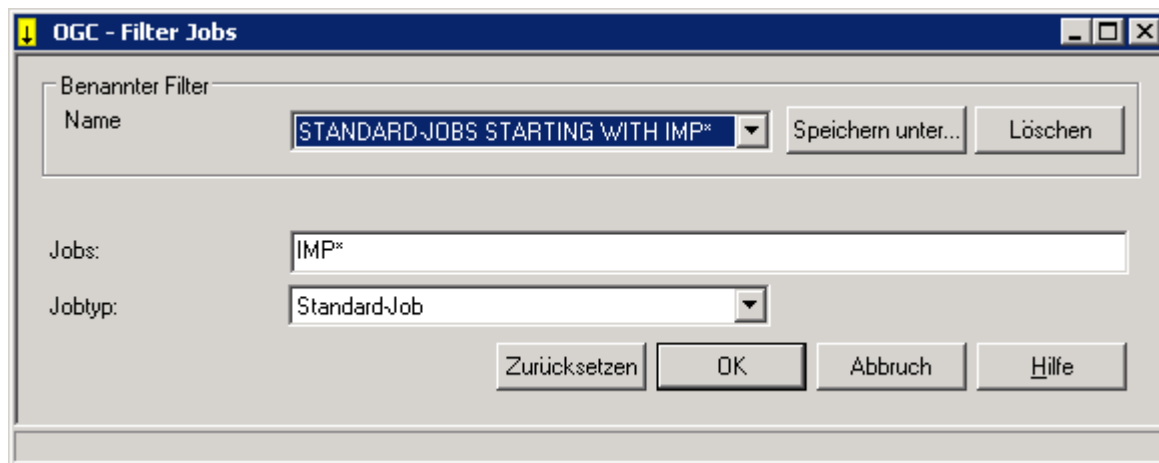 OGC - Filter Jobs
Benannter Filter
Name
STANDARD-JOBS STARTING WITH IMP*
Speichern unter...
Löschen
Jobs:
IMP*
Jobtyp:
Standard-Job
Zurücksetzen
OK
Abbruch
Hilfe